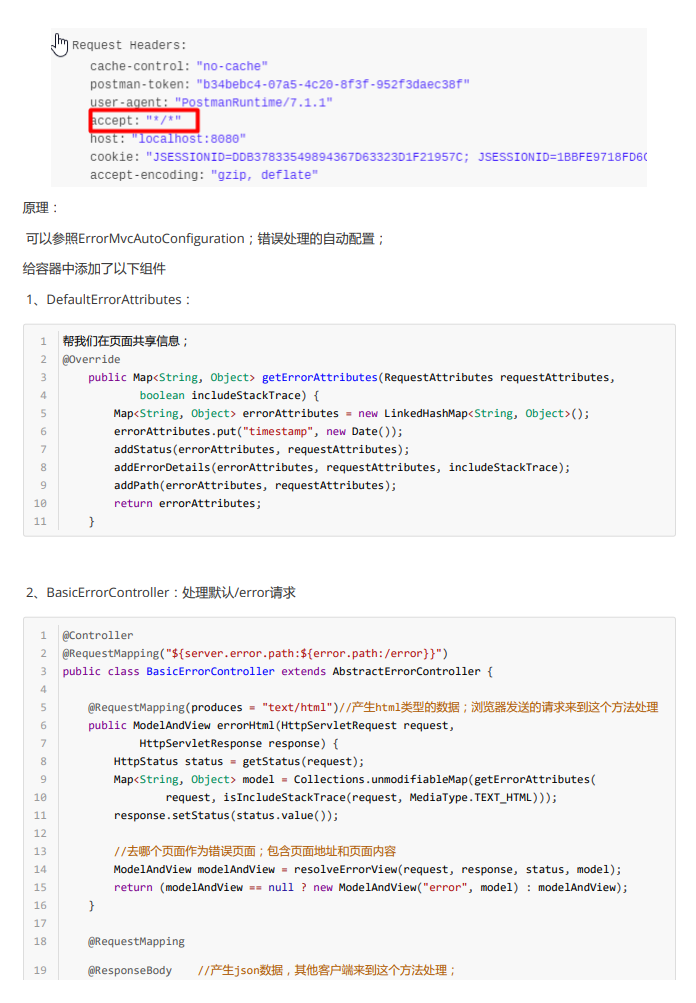 Request Headers:
cache-control: "no-cache"
postman-token: "b34bebc4-07a5-4c20-8f3f-952f3daec38f"
user-agent: "PostmanRuntime/7.1.1"
accept: "*/*"
host: "localhost:8080"
cookie: "JSESSIONID=DDB37833549894367D63323D1F21957C; JSESSIONID=1BBFE9718FD6
accept-encoding: "gzip, deflate"
原理：
可以参照ErrorMvcAutoConfiguration；错误处理的自动配置；
给容器中添加了以下组件
1、DefaultErrorAttributes：
1 帮我们在页面共享信息；
2 @Override
3 public Map<String, Object> getErrorAttributes(RequestAttributes requestAttributes,
4 boolean includeStackTrace) {
5 Map<String, Object> errorAttributes = new LinkedHashMap<String, Object>();
6 errorAttributes.put("timestamp", new Date());
7 addStatus(errorAttributes, requestAttributes);
8 addErrorDetails(errorAttributes, requestAttributes, includeStackTrace);
9 addPath(errorAttributes, requestAttributes);
10 return errorAttributes;
11 }
2、BasicErrorController：处理默认/error请求
1 @Controller
2 @RequestMapping("${server.error.path:${error.path:/error}}")
3 public class BasicErrorController extends AbstractErrorController {
4
5 @RequestMapping(produces = "text/html")//产生html类型的数据；浏览器发送的请求来到这个方法处理
6 public ModelAndView errorHtml(HttpServletRequest request,
7 HttpServletResponse response) {
8 HttpStatus status = getStatus(request);
9 Map<String, Object> model = Collections.unmodifiableMap(getErrorAttributes(
10 request, isIncludeStackTrace(request, MediaType.TEXT_HTML)));
11 response.setStatus(status.value());
12
13 //去哪个页面作为错误页面；包含页面地址和页面内容
14 ModelAndView modelAndView = resolveErrorView(request, response, status, model);
15 return (modelAndView == null ? new ModelAndView("error", model) : modelAndView);
16 }
17
18 @RequestMapping
19 @ResponseBody //产生json数据，其他客户端来到这个方法处理；